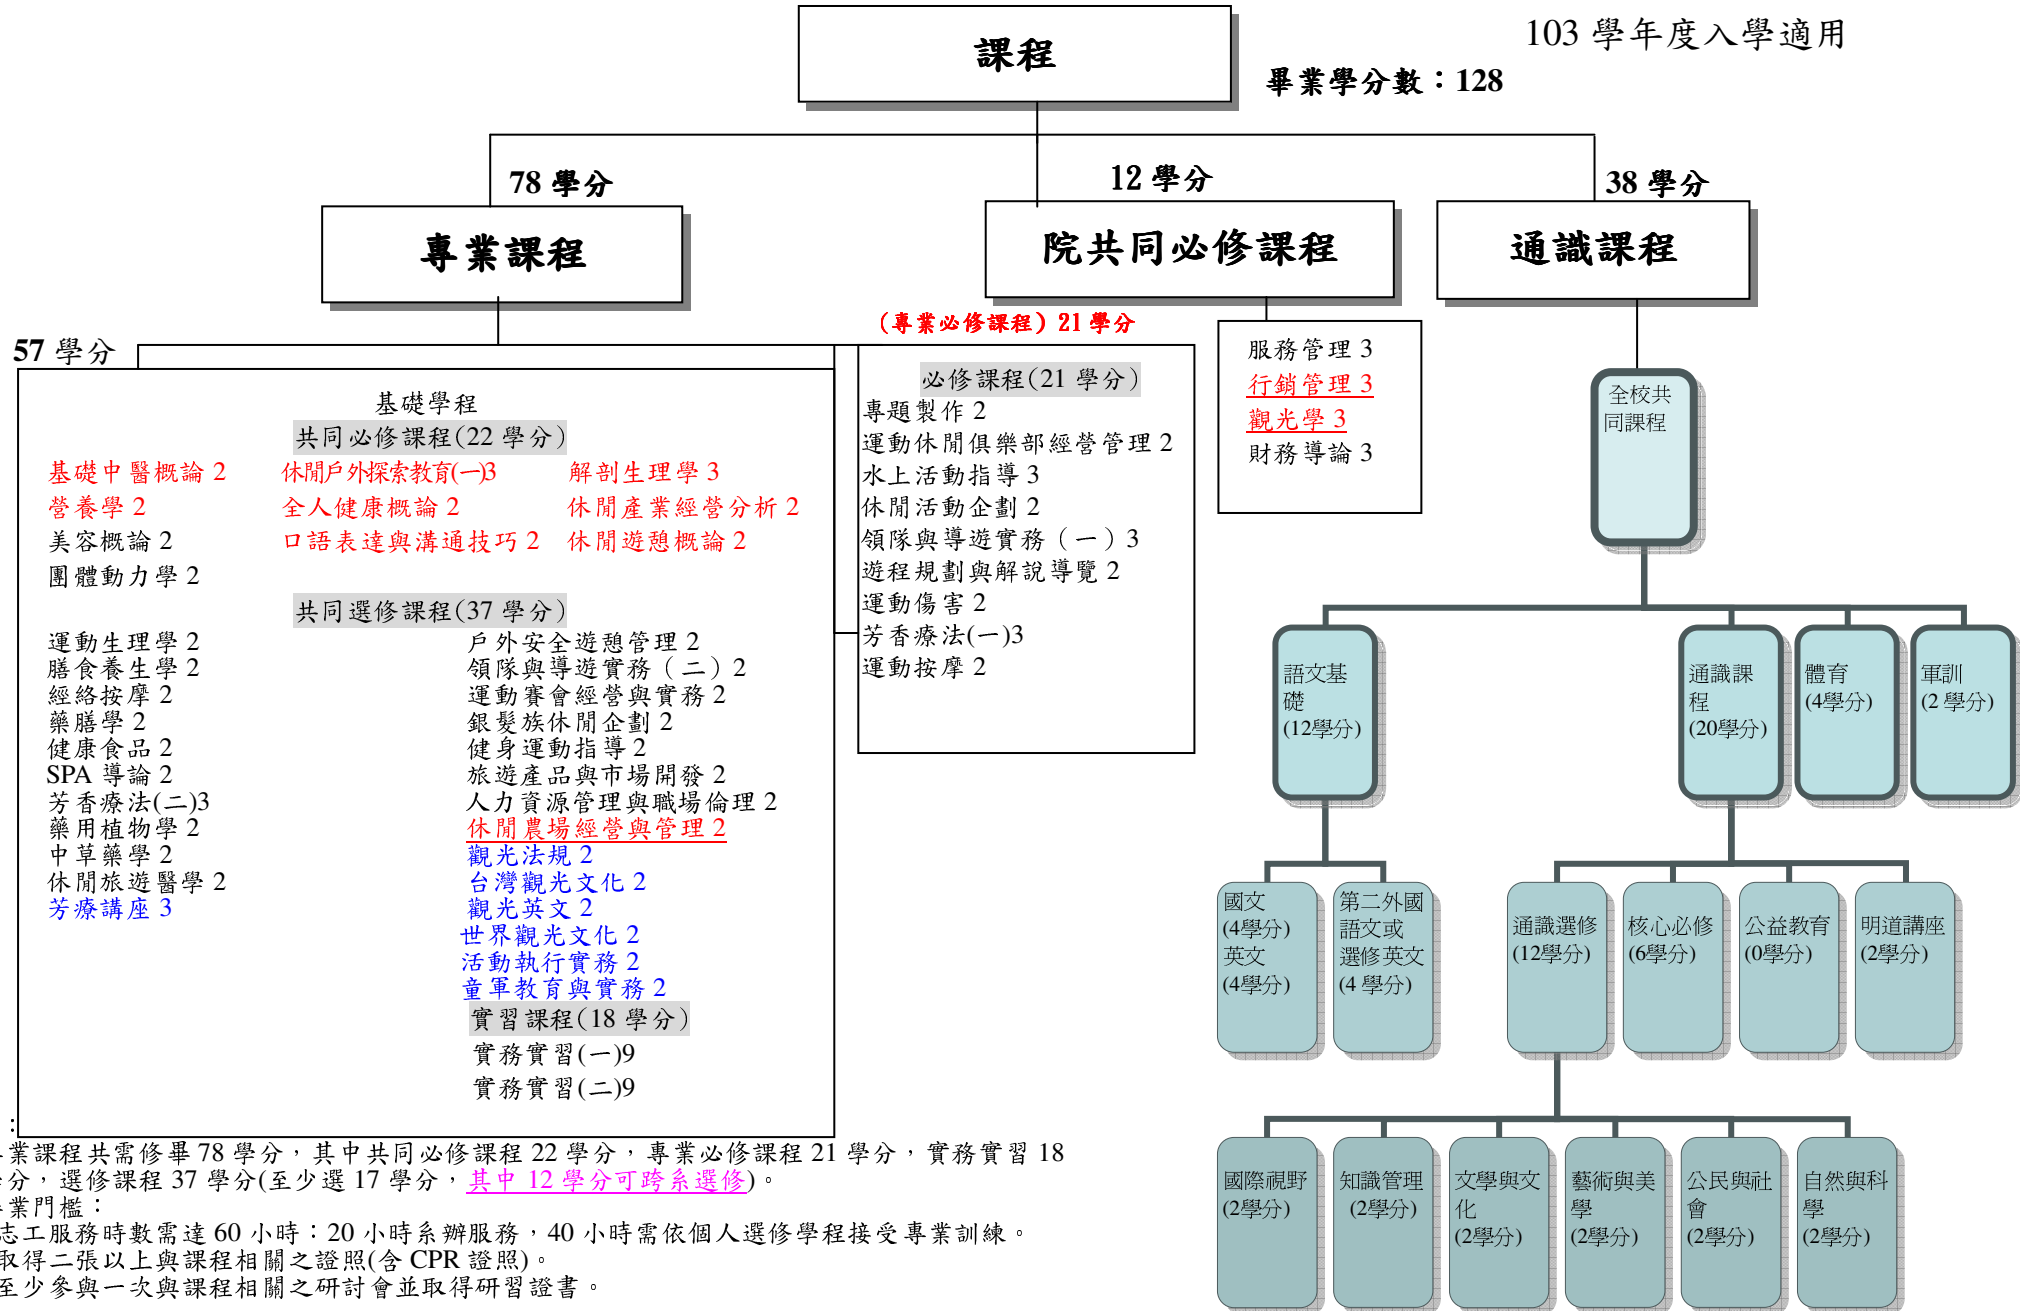 103 學年度入學適用
課程
畢業學分數：128
78 學分
12 學分
38 學分
專業課程
院共同必修課程
通識課程
(專業必修課程) 21 學分
57 學分
基礎學程
共同必修課程(22 學分)
基礎中醫概論 2
休閒戶外探索教育(一)3
解剖生理學 3
營養學 2
全人健康概論 2
休閒產業經營分析 2
美容概論 2
口語表達與溝通技巧 2
休閒遊憩概論 2
團體動力學 2
共同選修課程(37 學分)
運動生理學 2
膳食養生學 2
經絡按摩 2
藥膳學 2
健康食品 2
SPA 導論 2
芳香療法(二)3
藥用植物學 2
中草藥學 2
休閒旅遊醫學 2
芳療講座 3
戶外安全遊憩管理 2
領隊與導遊實務（二）2
運動賽會經營與實務 2
銀髮族休閒企劃 2
健身運動指導 2
旅遊產品與市場開發 2
人力資源管理與職場倫理 2
休閒農場經營與管理 2
觀光法規 2
台灣觀光文化 2
觀光英文 2
世界觀光文化 2
活動執行實務 2
童軍教育與實務 2
實習課程(18 學分)
實務實習(一)9
實務實習(二)9
必修課程(21 學分)
專題製作 2
運動休閒俱樂部經營管理 2
水上活動指導 3
休閒活動企劃 2
領隊與導遊實務（一）3
遊程規劃與解說導覽 2
運動傷害 2
芳香療法(一)3
運動按摩 2
服務管理 3
行銷管理 3
觀光學 3
財務導論 3
全校共
同課程
語文基
礎
(12學分)
通識課
程
(20學分)
體育
(4學分)
軍訓
(2 學分)
國文
(4學分)
英文
(4學分)
第二外國
語文或
選修英文
(4 學分)
通識選修
(12學分)
核心必修
(6學分)
公益教育
(0學分)
明道講座
(2學分)
國際視野
(2學分)
知識管理
(2學分)
文學與文
化
(2學分)
藝術與美
學
(2學分)
公民與社
會
(2學分)
自然與科
學
(2學分)
：
業課程共需修畢 78 學分，其中共同必修課程 22 學分，專業必修課程 21 學分，實務實習 18
分，選修課程 37 學分(至少選 17 學分，其中 12 學分可跨系選修)。
業門檻：
志工服務時數需達 60 小時：20 小時系辦服務，40 小時需依個人選修學程接受專業訓練。
取得二張以上與課程相關之證照(含 CPR 證照)。
至少參與一次與課程相關之研討會並取得研習證書。